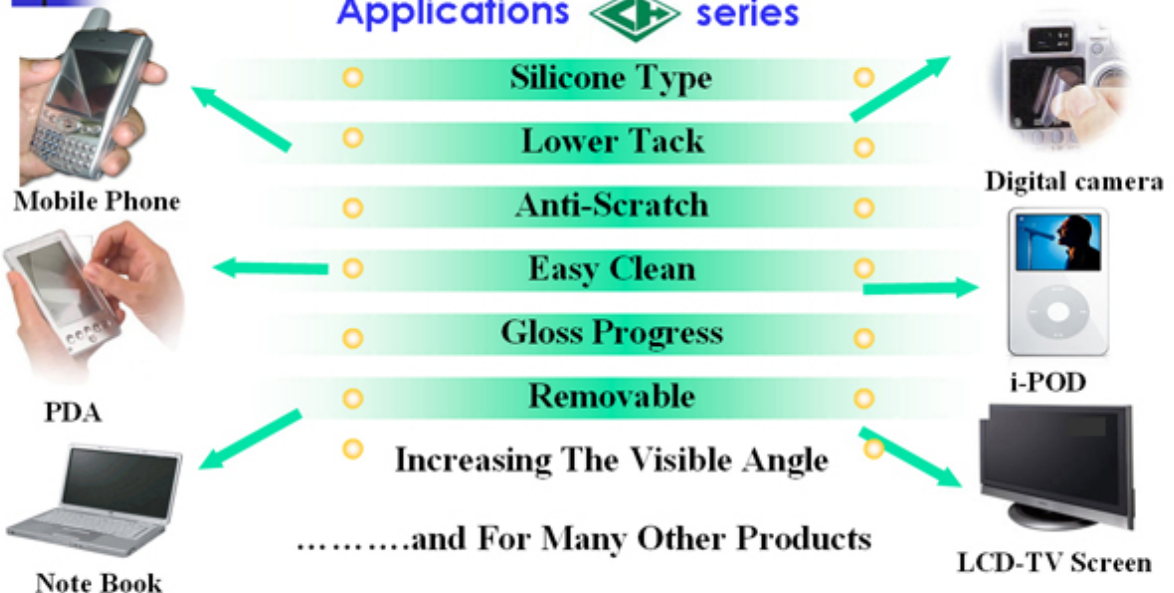 Applications CH series
Silicone Type
Lower Tack
Anti-Scratch
Easy Clean
Gloss Progress
Removable
Increasing The Visible Angle
……….and For Many Other Products
Mobile Phone
PDA
Note Book
Digital camera
i-POD
LCD-TV Screen